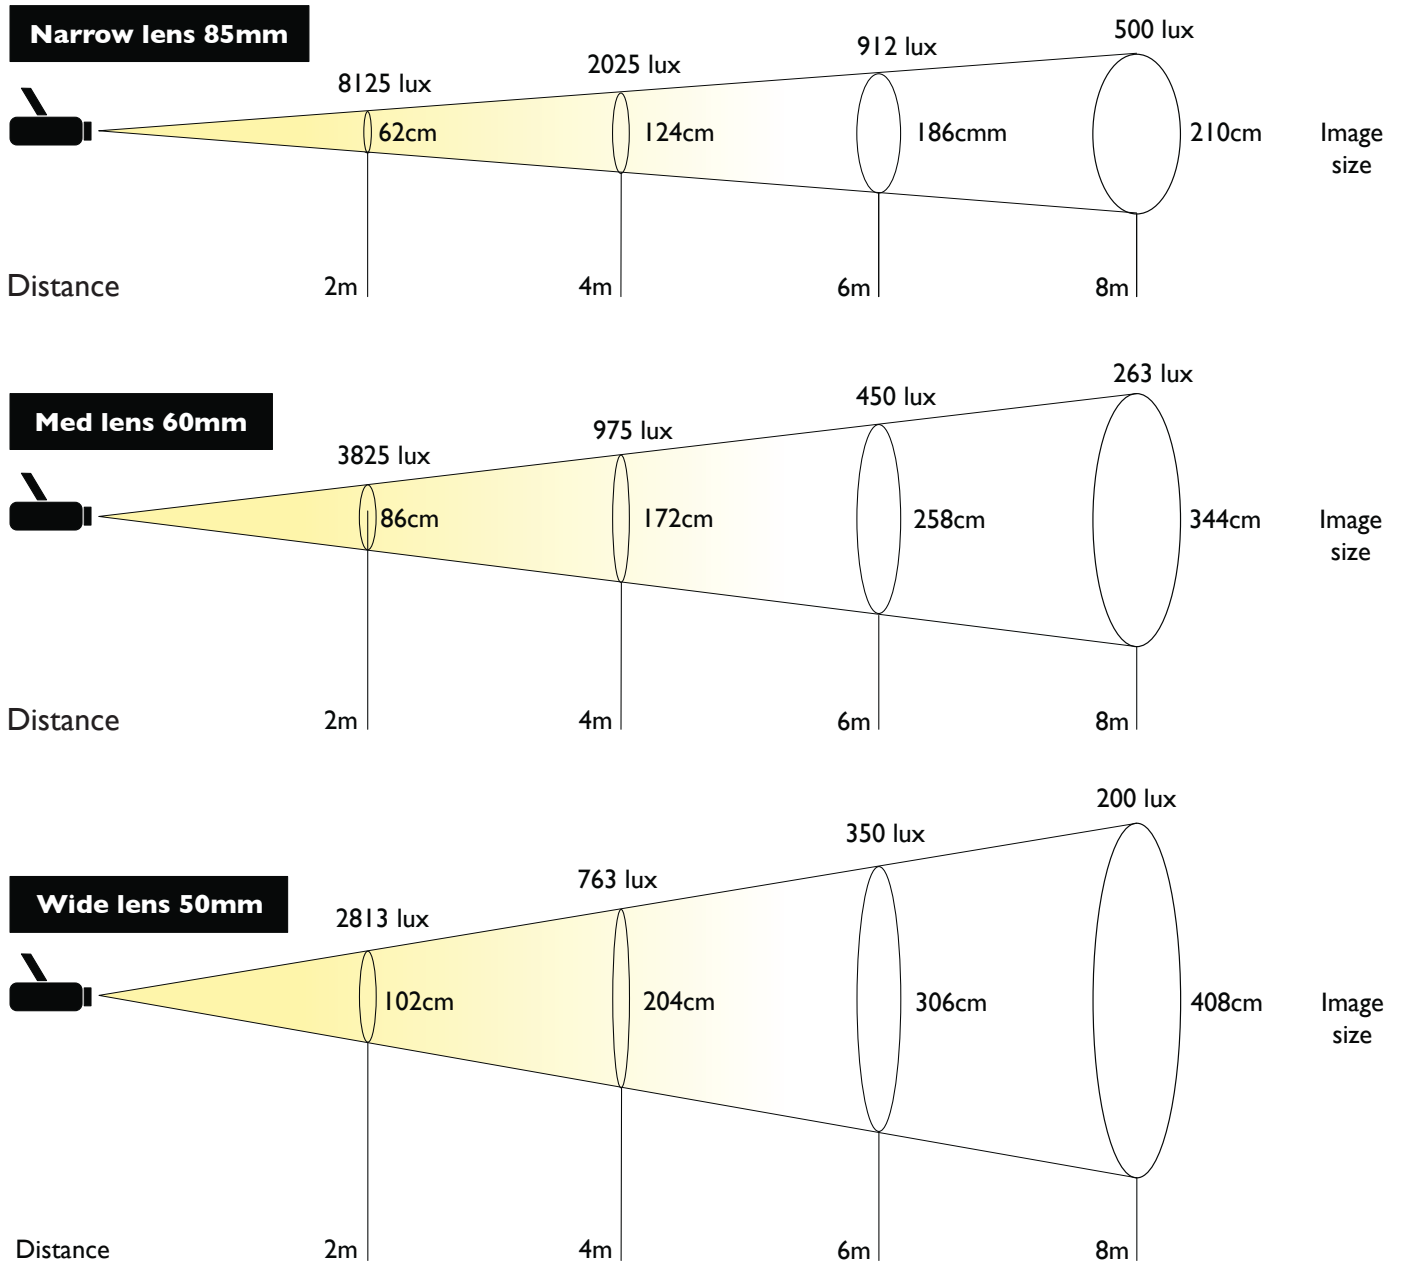 Narrow lens 85mm
8125 lux
2025 lux
912 lux
500 lux
62cm
124cm
186cmm
210cm
Image
size
Distance
2m
4m
6m
8m
Med lens 60mm
3825 lux
975 lux
450 lux
263 lux
86cm
172cm
258cm
344cm
Image
size
Distance
2m
4m
6m
8m
Wide lens 50mm
2813 lux
763 lux
350 lux
200 lux
102cm
204cm
306cm
408cm
Image
size
Distance
2m
4m
6m
8m